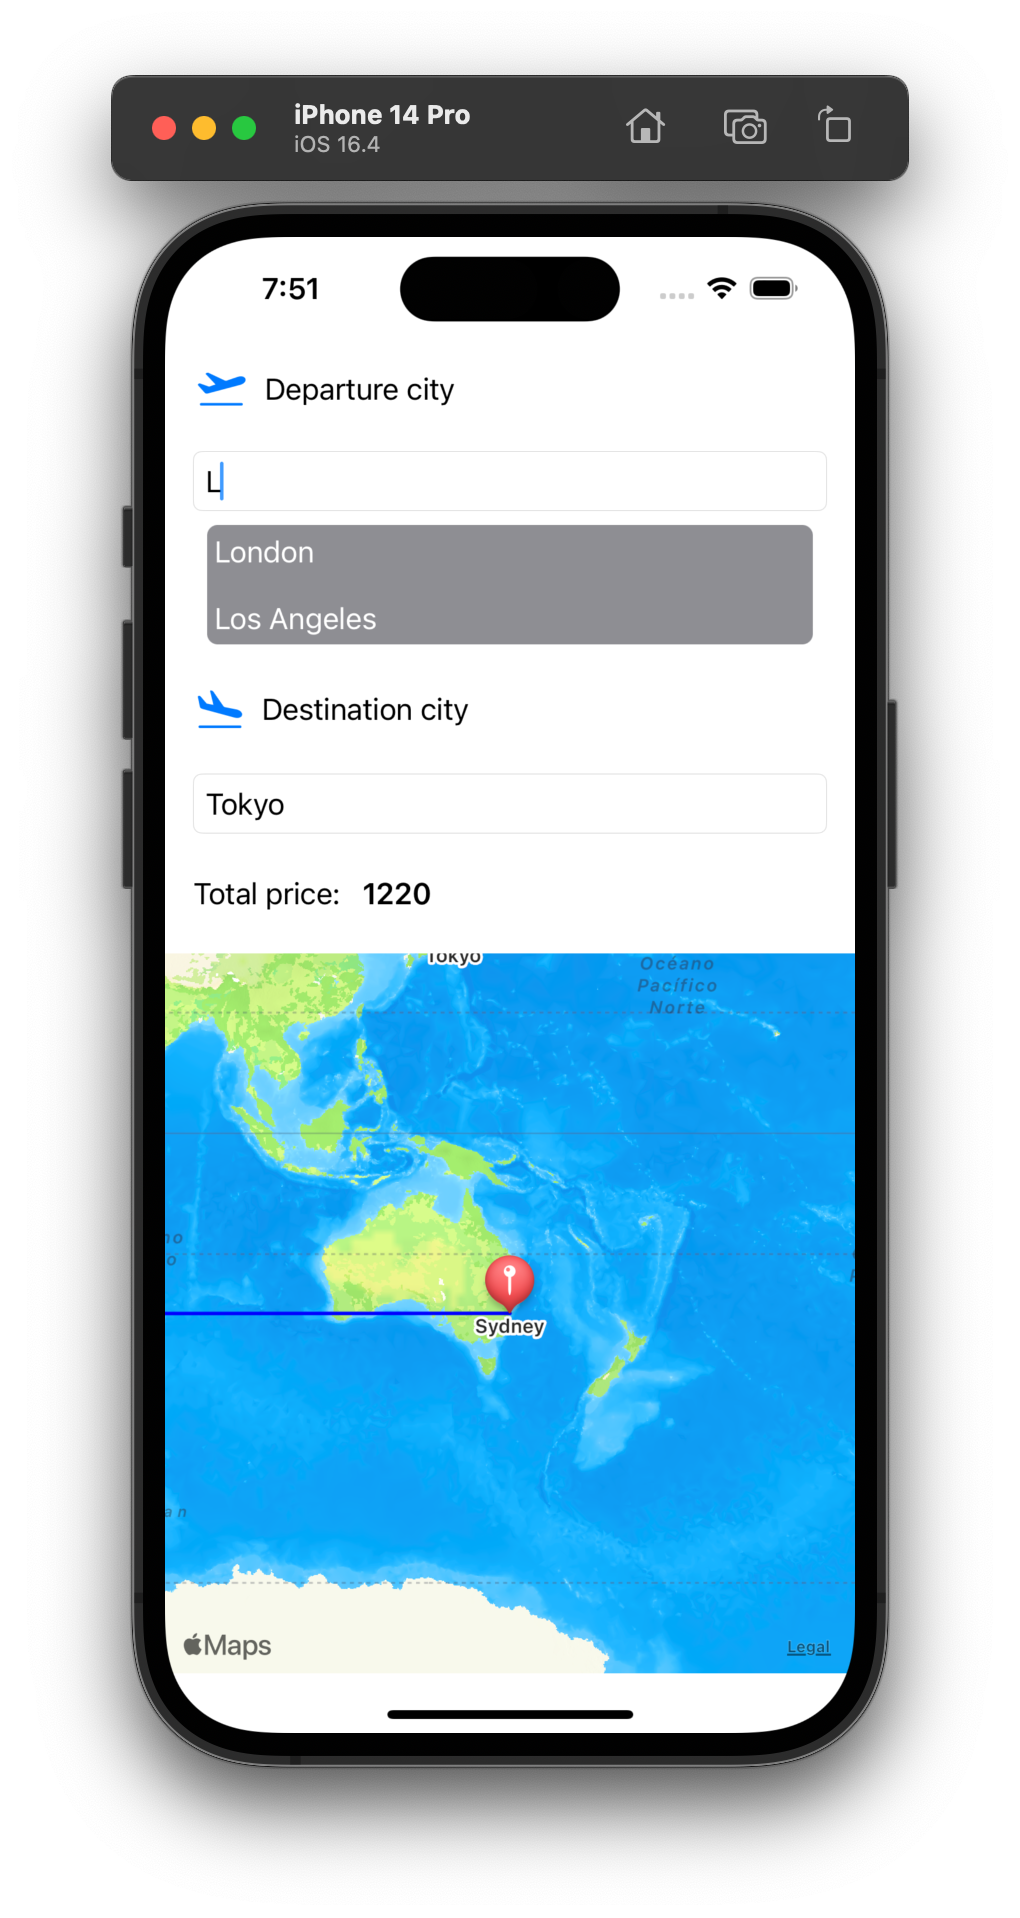 iPhone 14 Pro
iOS 16.4
7:51
Departure city
L
London
Los Angeles
Destination city
Tokyo
Total price: 1220
Tokyo
Océano
Pacífico
Norte
Sydney
Maps
Legal